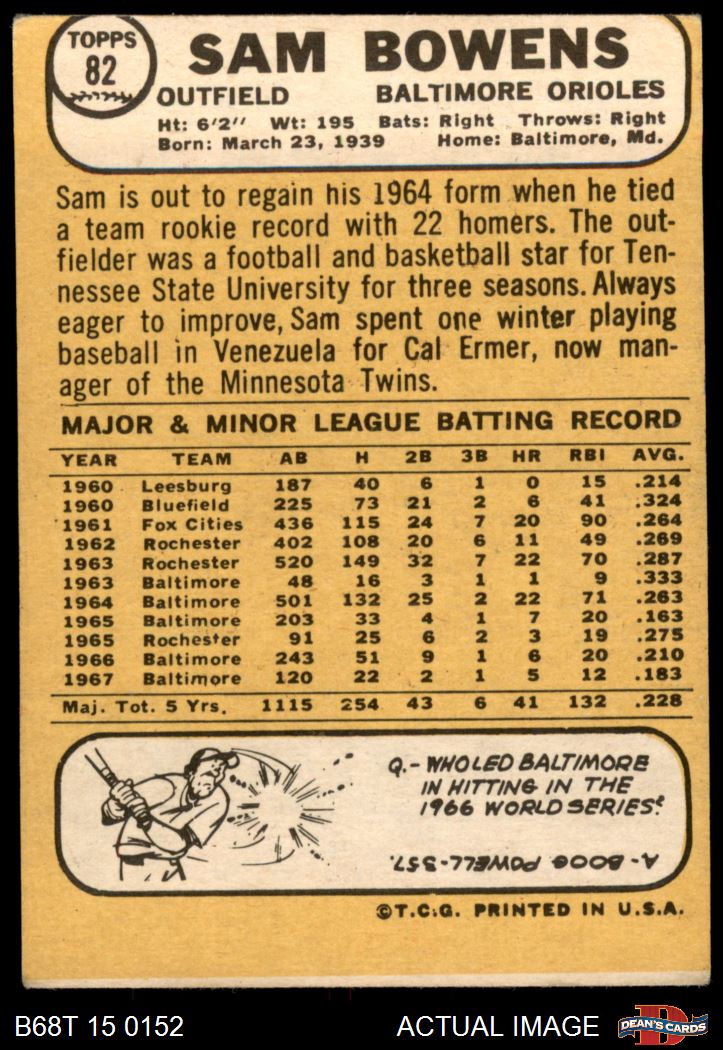 TOPPS
82
SAM BOWENS
OUTFIELD BALTIMORE ORIOLES
Ht: 6'2" Wt: 195 Bats: Right Throws: Right
Born: March 23, 1939 Home: Baltimore, Md.
Sam is out to regain his 1964 form when he tied
a team rookie record with 22 homers. The out-
fielder was a football and basketball star for Ten-
nessee State University for three seasons. Always
eager to improve, Sam spent one winter playing
baseball in Venezuela for Cal Ermer, now man-
ager of the Minnesota Twins.
MAJOR & MINOR LEAGUE BATTING RECORD
YEAR TEAM AB H 2B 3B HR RBI AVG.
1960 Leesburg 187 40 6 1 0 15 .214
1960 Bluefield 225 73 21 2 6 41 .324
1961 Fox Cities 436 115 24 7 20 90 .264
1962 Rochester 402 108 20 6 11 49 .269
1963 Rochester 520 149 32 7 22 70 .287
1963 Baltimore 48 16 3 1 1 9 .333
1964 Baltimore 501 132 25 2 22 71 .263
1965 Baltimore 203 33 4 1 7 20 .163
1965 Rochester 91 25 6 2 3 19 .275
1966 Baltimore 243 51 9 1 6 20 .210
1967 Baltimore 120 22 2 1 5 12 .183
Maj. Tot. 5 Yrs. 1115 254 43 6 41 132 .228
Q.- WHO LED BALTIMORE
IN HITTING IN THE
1966 WORLD SERIES?
A- BOOG POWELL-.357.
©T.C.G. PRINTED IN U.S.A.
B68T 15 0152 ACTUAL IMAGE DEAN'S CARDS